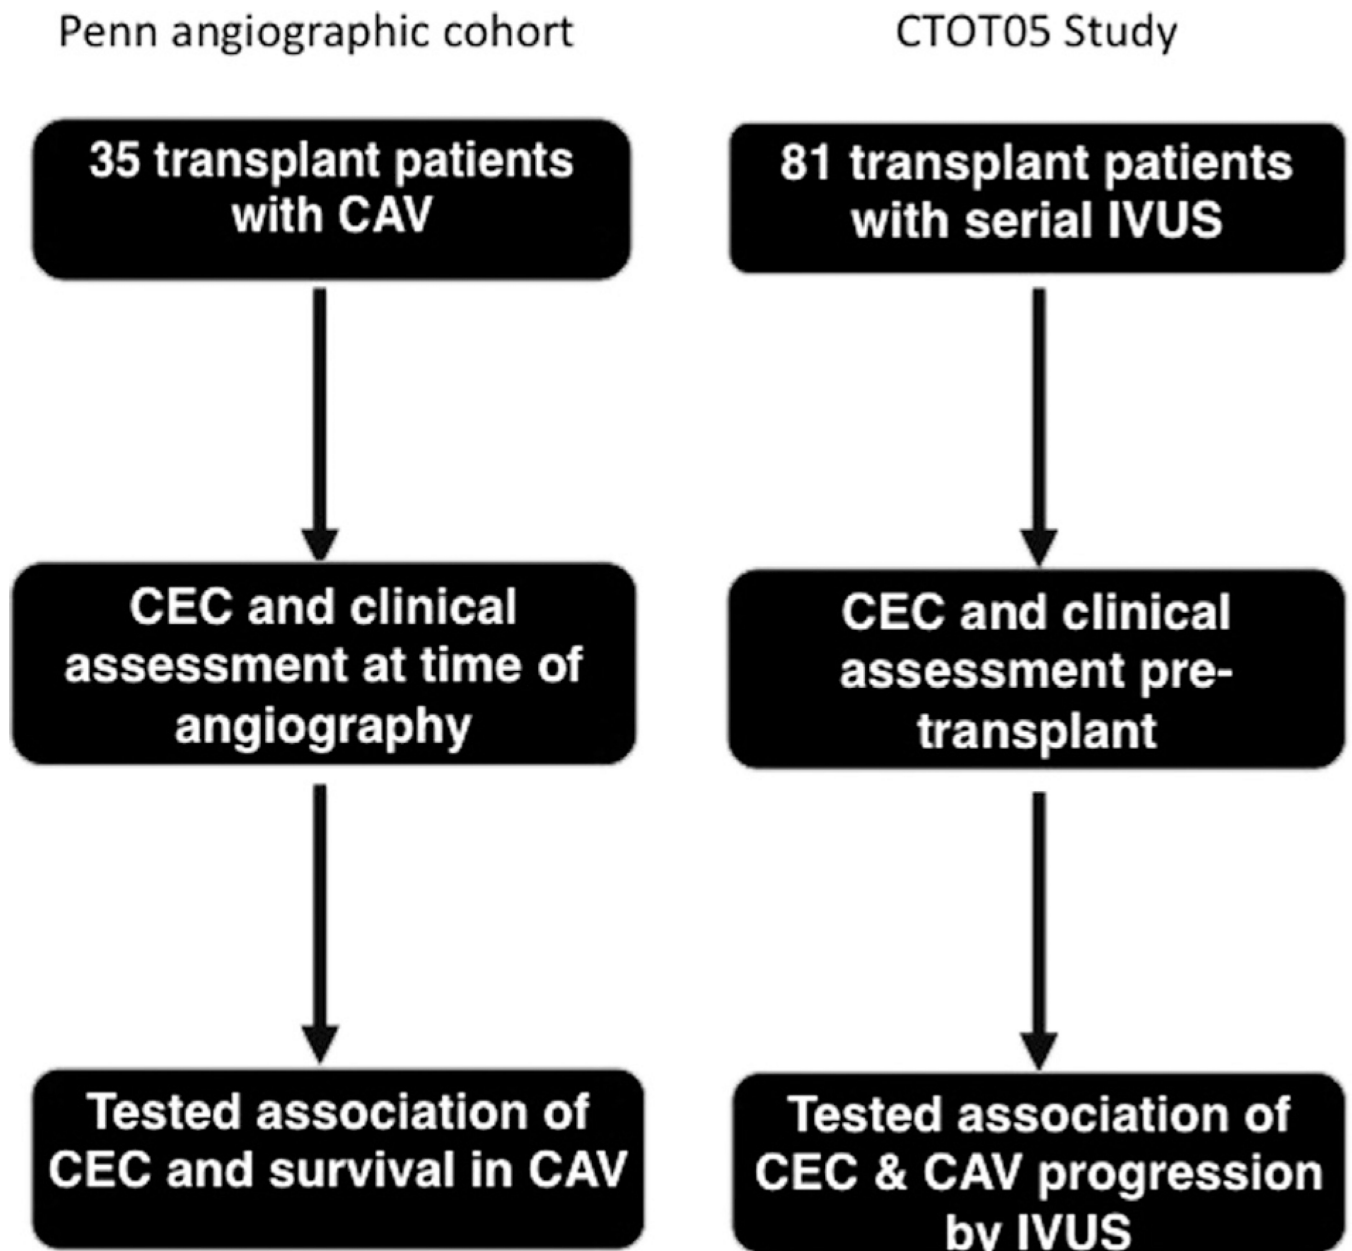 Penn angiographic cohort
35 transplant patients
with CAV
CEC and clinical
assessment at time of
angiography
Tested association of
CEC and survival in CAV
CTOT05 Study
81 transplant patients
with serial IVUS
CEC and clinical
assessment pre-
transplant
Tested association of
CEC & CAV progression
by IVUS